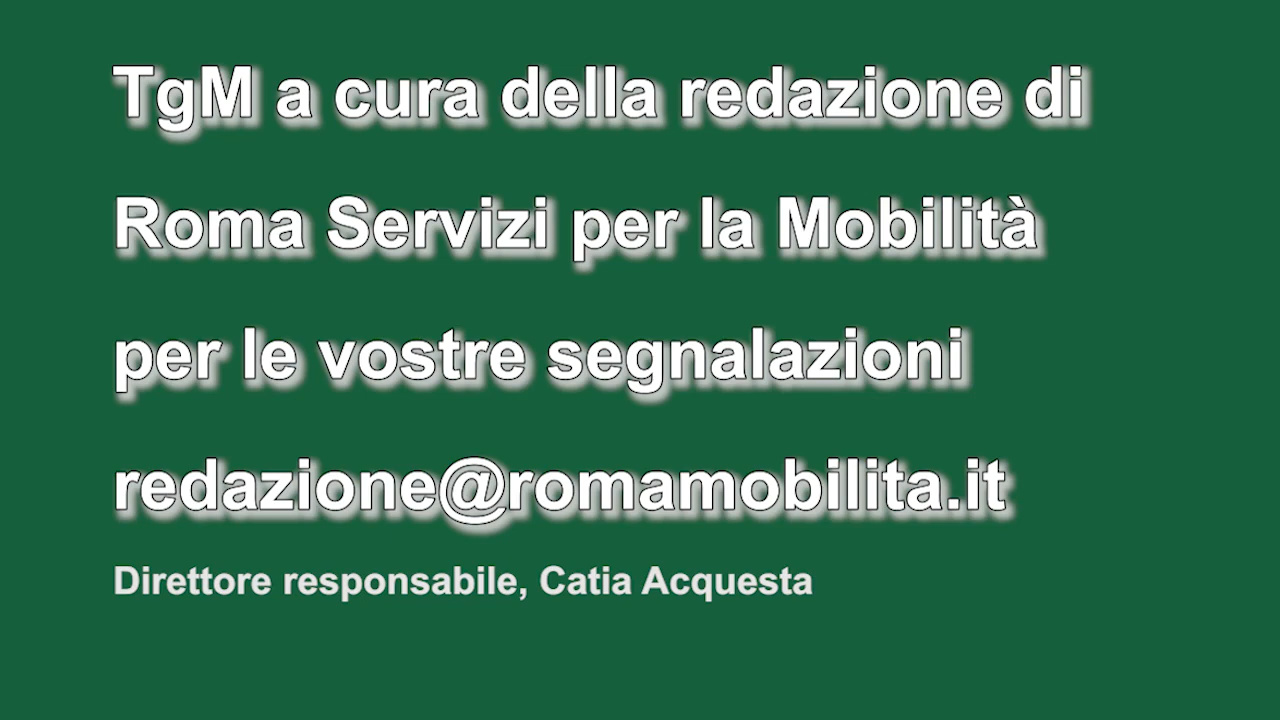 TgM a cura della redazione di
Roma Servizi per la Mobilità
per le vostre segnalazioni
redazione@romamobilita.it
Direttore responsabile, Catia Acquesta